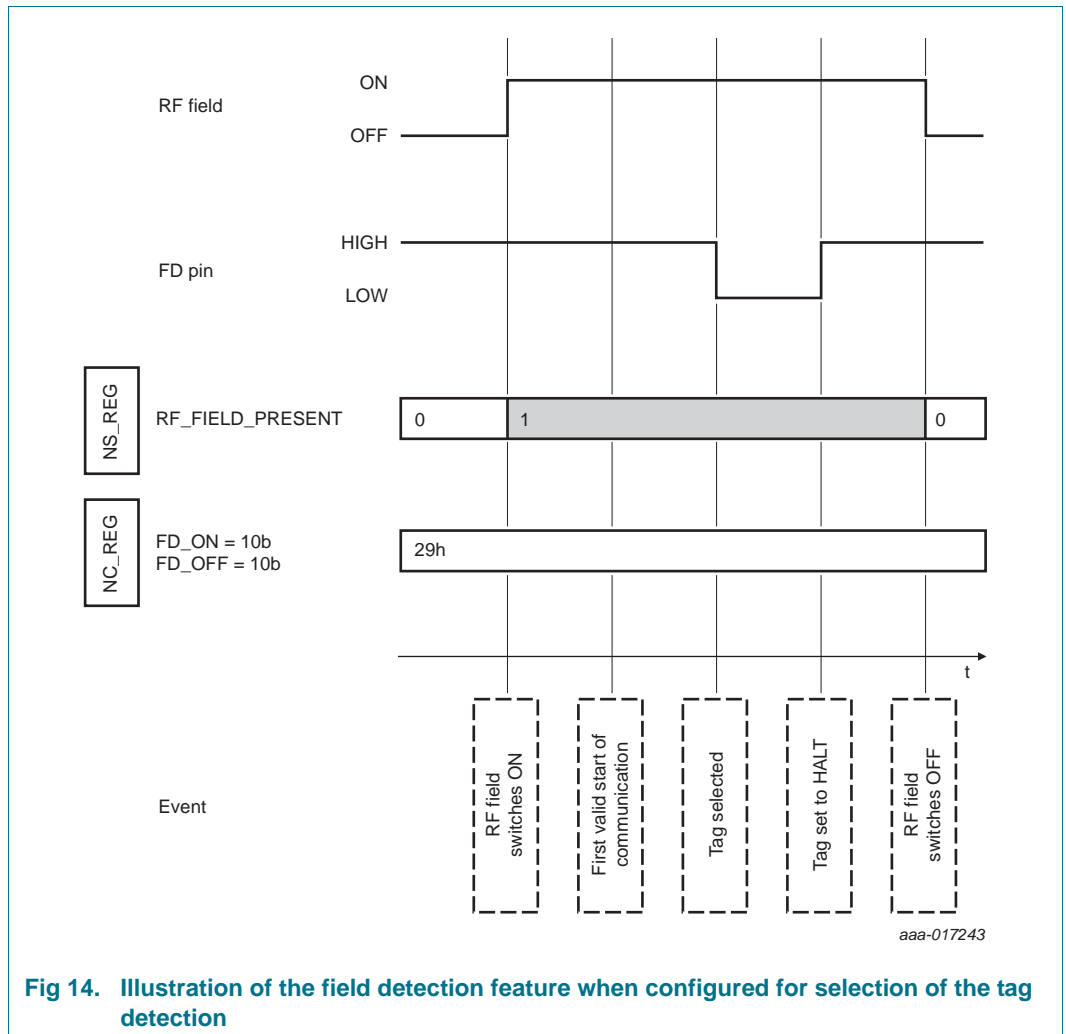 RF field
ON
OFF
FD pin
HIGH
LOW
NS_REG
RF_FIELD_PRESENT
0
1
0
NC_REG
FD_ON = 10b
FD_OFF = 10b
29h
t
Event
RF field
switches ON
First valid start of
communication
Tag selected
Tag set to HALT
RF field
switches OFF
aaa-017243
Fig 14. Illustration of the field detection feature when configured for selection of the tag
detection